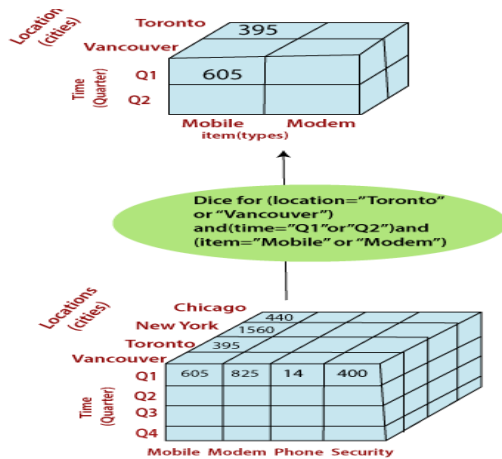 Location
(cities)
Toronto
Vancouver
395
Time
(Quarter)
Q1
605
Q2
Mobile Modem
item(types)
Dice for (location="Toronto"
or "Vancouver")
and(time="Q1"or"Q2")and
(item="Mobile" or "Modem")
Locations
(cities)
Chicago
440
New York
1560
Toronto
395
Vancouver
Time
(Quarter)
Q1
605 825 14 400
Q2
Q3
Q4
Mobile Modem Phone Security